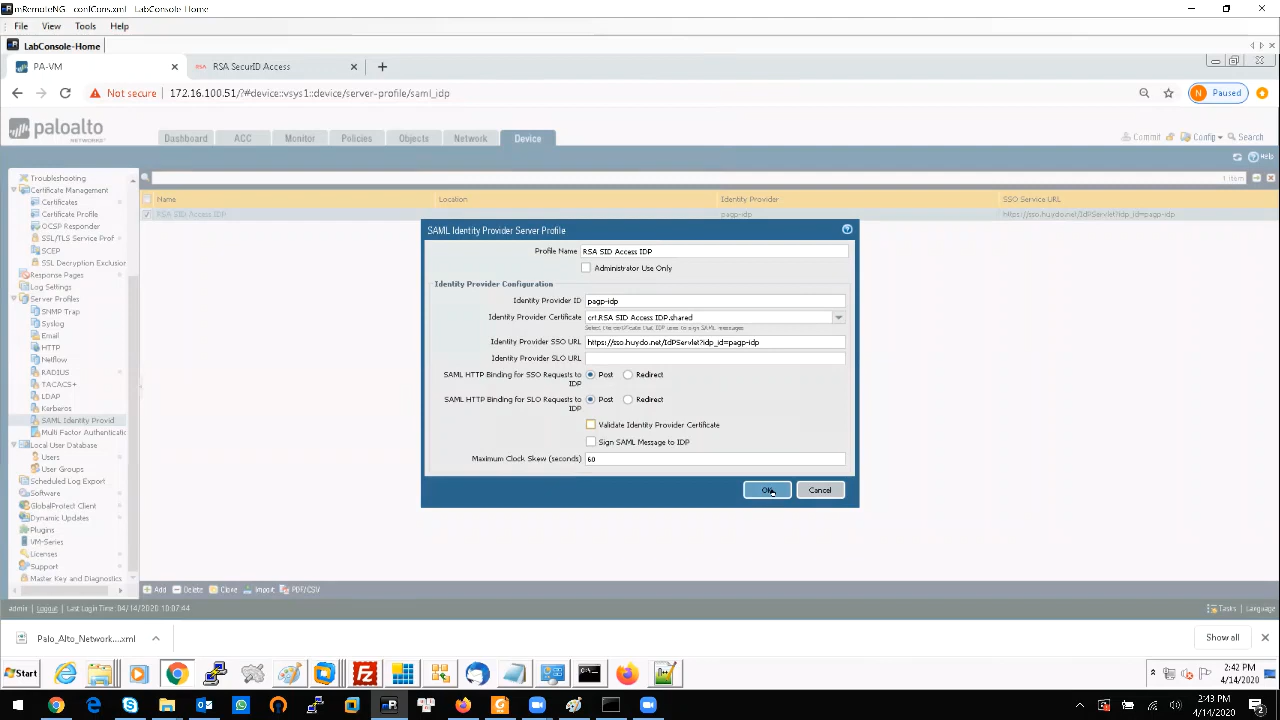 mRemoteNG - confCons.xml - LabConsole-Home
File View Tools Help
LabConsole-Home
PA-VM RSA RSA SecurID Access
Not secure 172.16.100.51/?#device::vsys1::device/server-profile/saml_idp N Paused
paloalto NETWORKS Dashboard ACC Monitor Policies Objects Network Device Commit Config Search
Help
Troubleshooting
Certificate Management
Certificates
Certificate Profile
OCSP Responder
SSL/TLS Service Prof
SCEP
SSL Decryption Exclusion
Response Pages
Log Settings
Server Profiles
SNMP Trap
Syslog
Email
HTTP
Netflow
RADIUS
TACACS+
LDAP
Kerberos
SAML Identity Provid
Multi Factor Authenticatio
Local User Database
Users
User Groups
Scheduled Log Export
Software
GlobalProtect Client
Dynamic Updates
Plugins
VM-Series
Licenses
Support
Master Key and Diagnostics
1 item
Name Location Identity Provider SSO Service URL
RSA SID Access IDP pagp-idp https://sso.huydo.net/IdPServlet?idp_id=pagp-idp
SAML Identity Provider Server Profile
Profile Name RSA SID Access IDP
Administrator Use Only
Identity Provider Configuration
Identity Provider ID pagp-idp
Identity Provider Certificate crt.RSA SID Access IDP.shared
Select the certificate that IDP uses to sign SAML messages
Identity Provider SSO URL https://sso.huydo.net/IdPServlet?idp_id=pagp-idp
Identity Provider SLO URL
SAML HTTP Binding for SSO Requests to IDP Post Redirect
SAML HTTP Binding for SLO Requests to IDP Post Redirect
Validate Identity Provider Certificate
Sign SAML Message to IDP
Maximum Clock Skew (seconds) 60
OK Cancel
Add Delete Clone Import PDF/CSV
admin Logout Last Login Time: 04/14/2020 10:07:44 Tasks Language
Palo_Alto_Network....xml Show all
Start 2:42 PM
4/14/2020
2:43 PM
4/14/2020